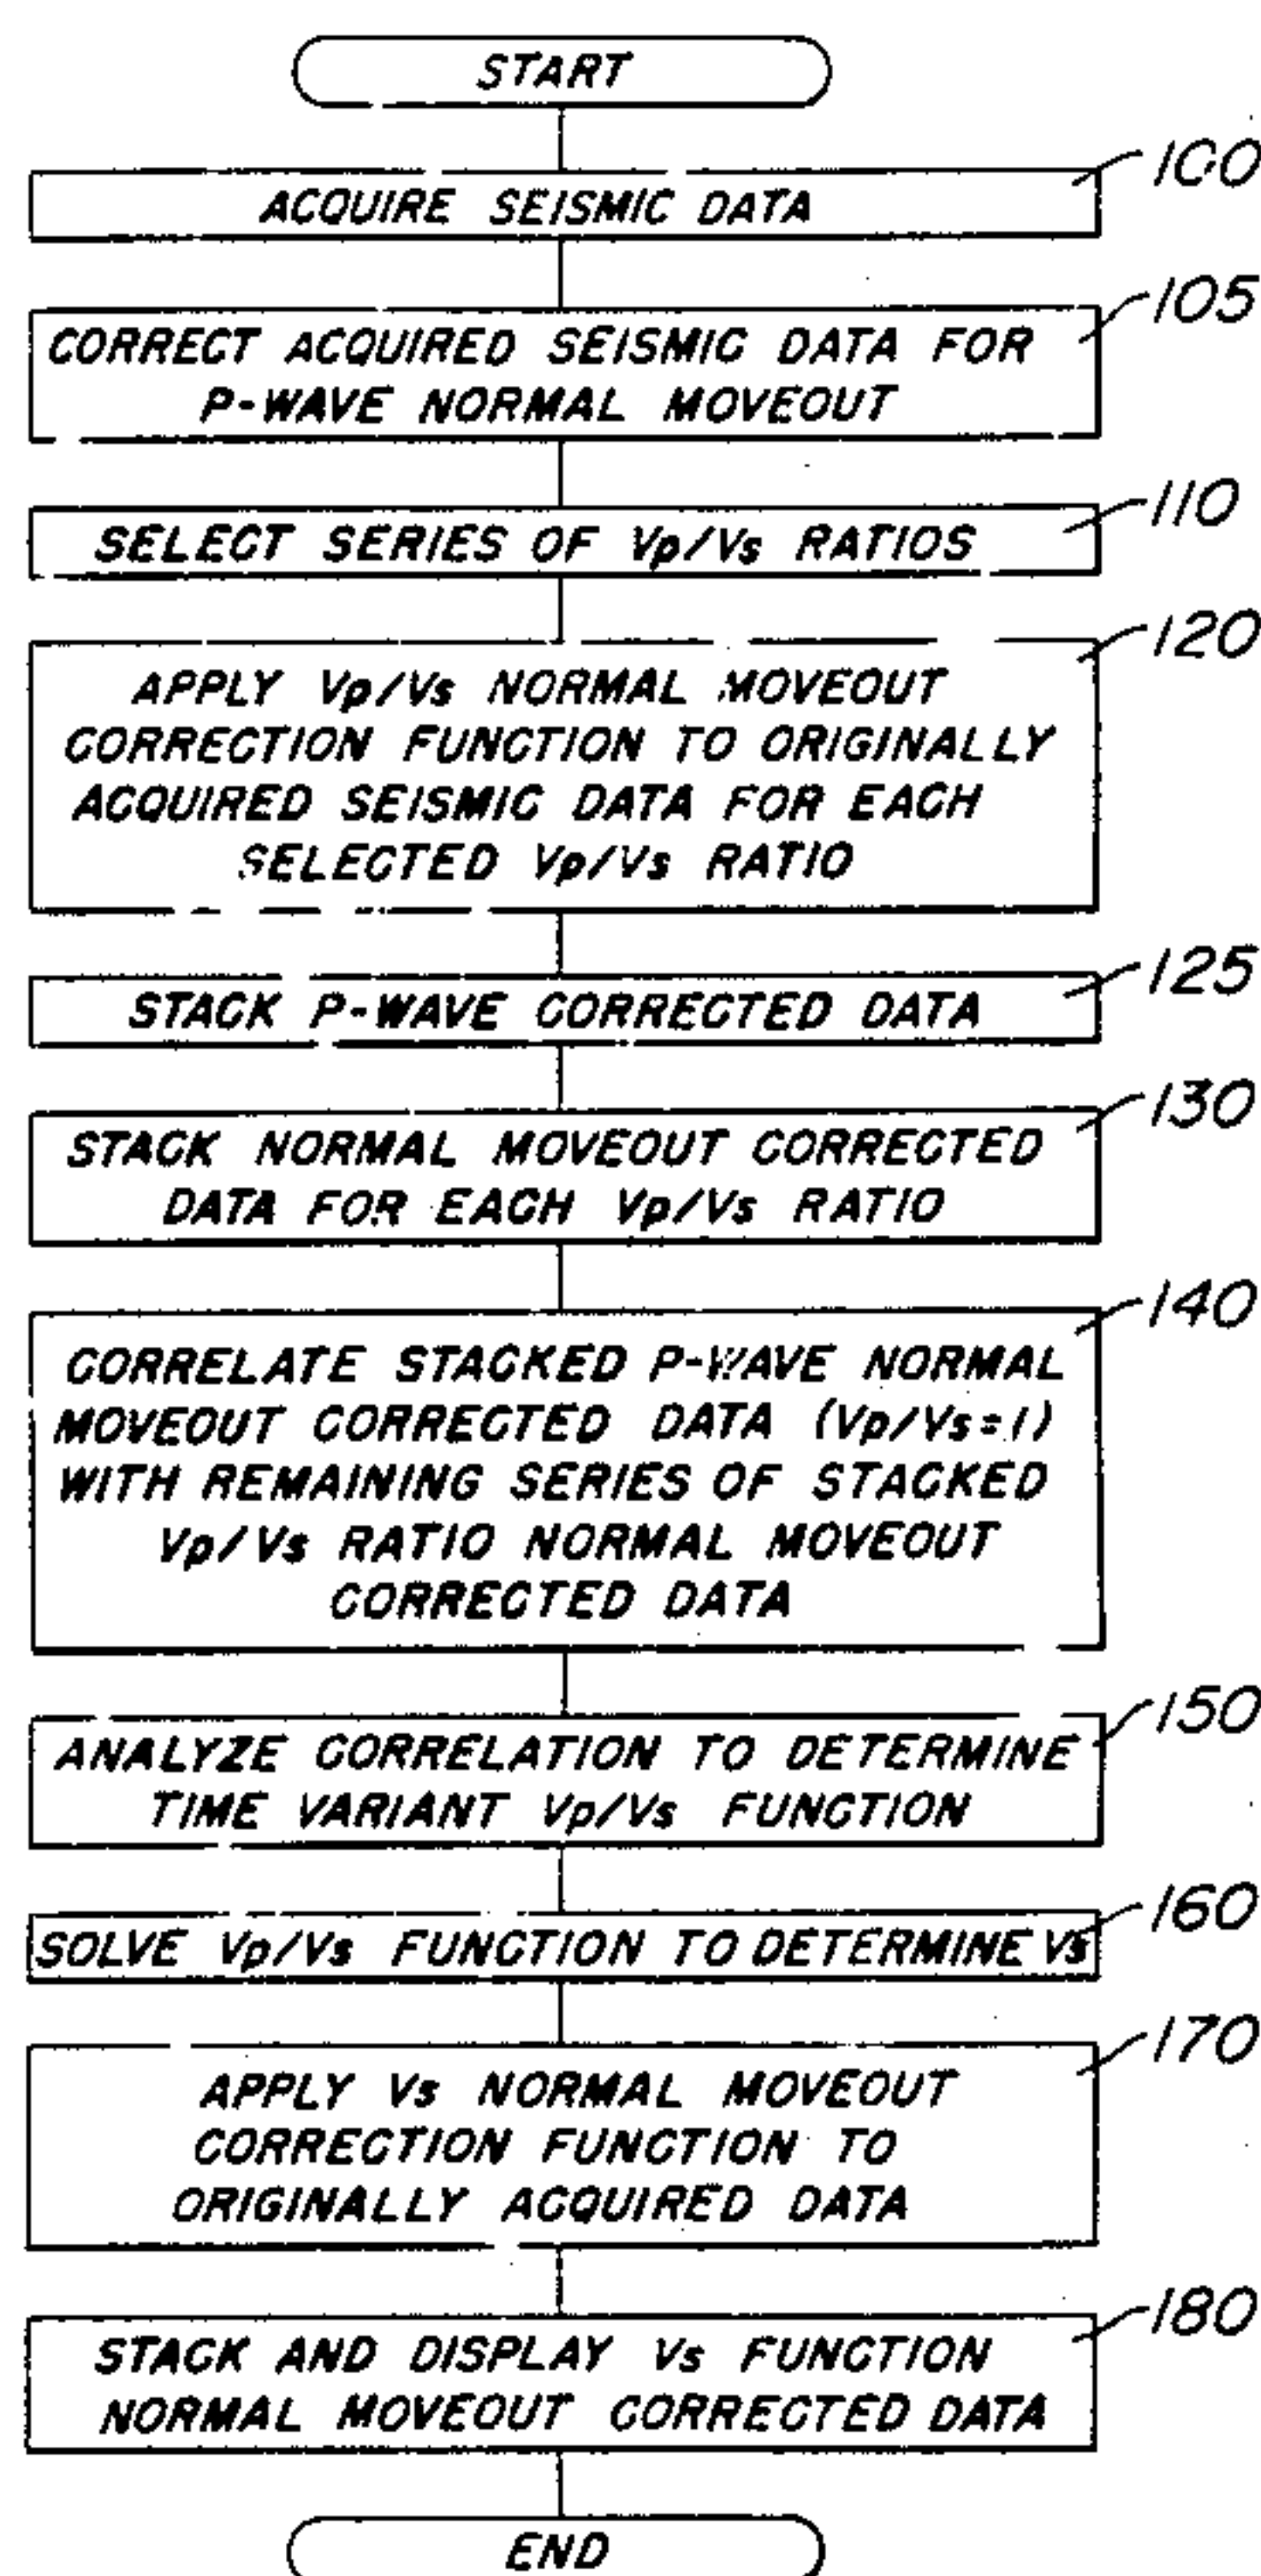 START
100
ACQUIRE SEISMIC DATA
105
CORRECT ACQUIRED SEISMIC DATA FOR
P-WAVE NORMAL MOVEOUT
110
SELECT SERIES OF Vp/Vs RATIOS
120
APPLY Vp/Vs NORMAL MOVEOUT
CORRECTION FUNCTION TO ORIGINALLY
ACQUIRED SEISMIC DATA FOR EACH
SELECTED Vp/Vs RATIO
125
STACK P-WAVE CORRECTED DATA
130
STACK NORMAL MOVEOUT CORRECTED
DATA FOR EACH Vp/Vs RATIO
140
CORRELATE STACKED P-WAVE NORMAL
MOVEOUT CORRECTED DATA (Vp/Vs=1)
WITH REMAINING SERIES OF STACKED
Vp/Vs RATIO NORMAL MOVEOUT
CORRECTED DATA
150
ANALYZE CORRELATION TO DETERMINE
TIME VARIANT Vp/Vs FUNCTION
160
SOLVE Vp/Vs FUNCTION TO DETERMINE Vs
170
APPLY Vs NORMAL MOVEOUT
CORRECTION FUNCTION TO
ORIGINALLY ACQUIRED DATA
180
STACK AND DISPLAY Vs FUNCTION
NORMAL MOVEOUT CORRECTED DATA
END